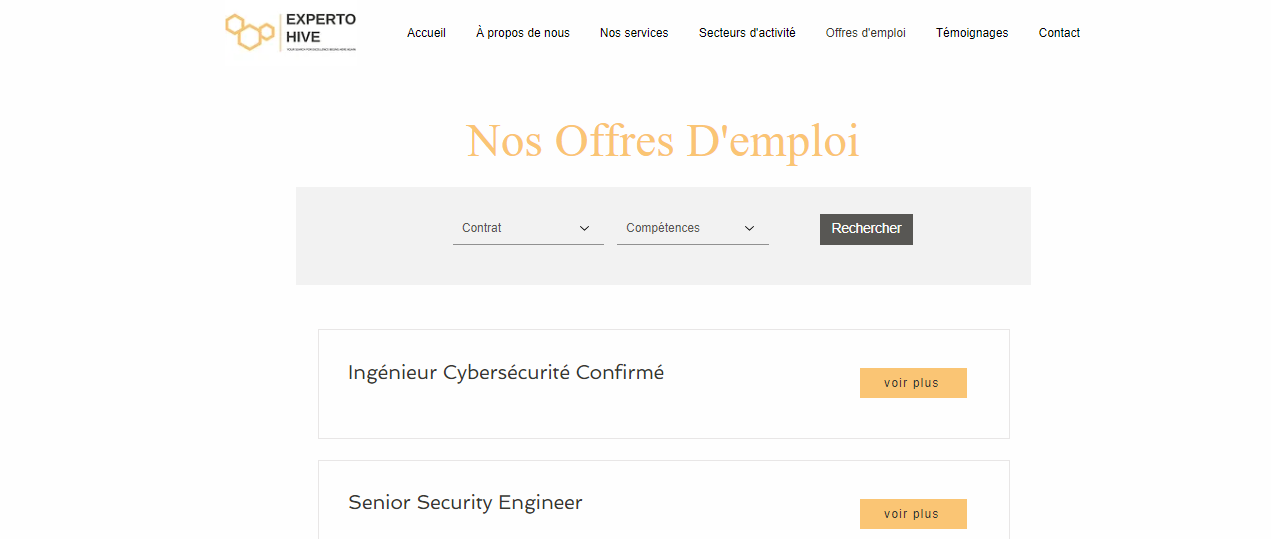 EXPERTO
HIVE
Accueil
À propos de nous
Nos services
Secteurs d'activité
Offres d'emploi
Témoignages
Contact
Nos Offres D'emploi
Contrat
Compétences
Rechercher
Ingénieur Cybersécurité Confirmé
voir plus
Senior Security Engineer
voir plus